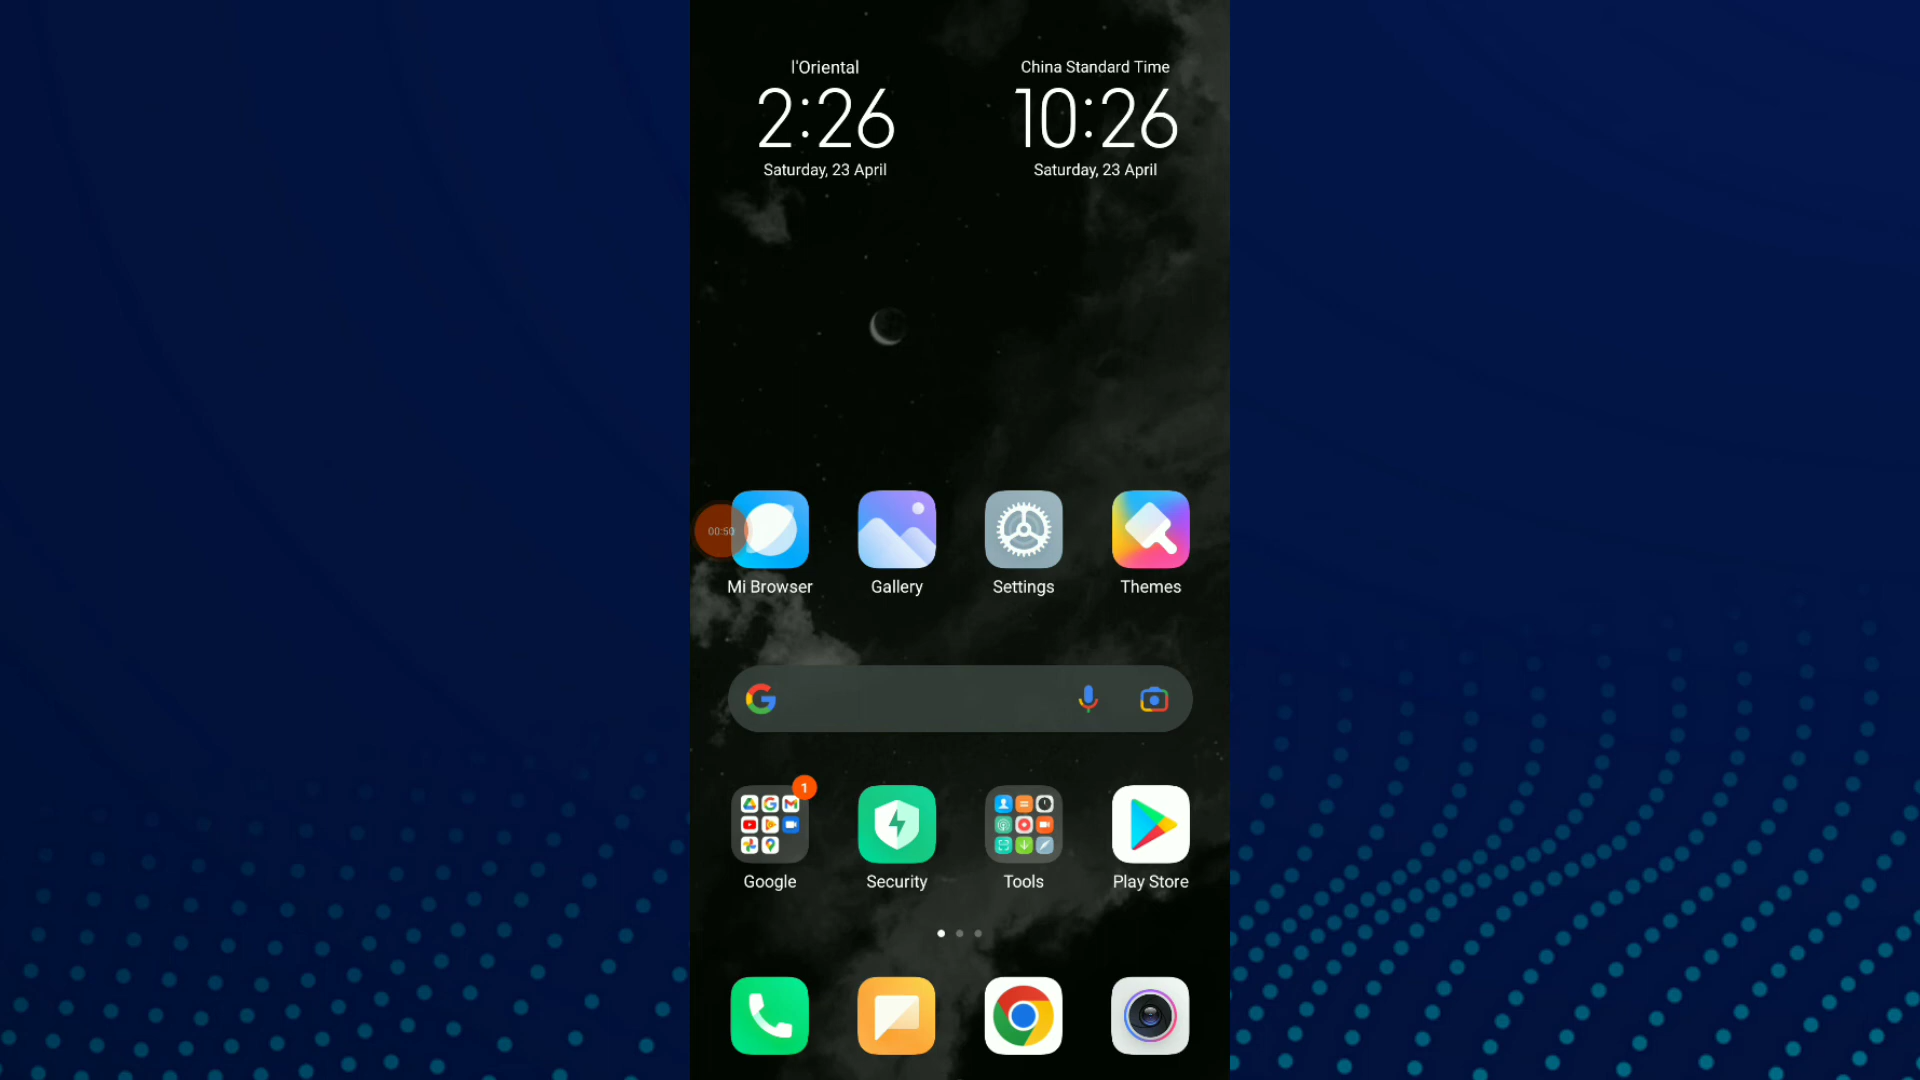 l'Oriental
2:26
Saturday, 23 April
China Standard Time
10:26
Saturday, 23 April
00:50
Mi Browser
Gallery
Settings
Themes
1
Google
Security
Tools
Play Store